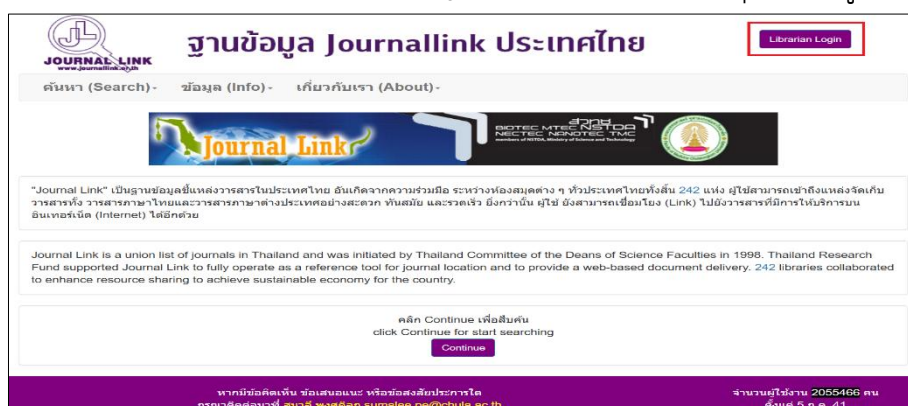 JOURNAL LINK
www.journallink.or.th
ฐานข้อมูล Journallink ประเทศไทย
Librarian Login
ค้นหา (Search)
ข้อมูล (Info)
เกี่ยวกับเรา (About)
Journal Link
สวทช
NSTDA
BIOTEC MTEC
NECTEC NANOTEC TMC
members of NSTDA, Ministry of Science and Technology
"Journal Link" เป็นฐานข้อมูลชี้แหล่งวารสารในประเทศไทย อันเกิดจากความร่วมมือ ระหว่างห้องสมุดต่าง ๆ ทั่วประเทศไทยทั้งสิ้น 242 แห่ง ผู้ใช้สามารถเข้าถึงแหล่งจัดเก็บ
วารสารทั้ง วารสารภาษาไทยและวารสารภาษาต่างประเทศอย่างสะดวก ทันสมัย และรวดเร็ว ยิ่งกว่านั้น ผู้ใช้ ยังสามารถเชื่อมโยง (Link) ไปยังวารสารที่มีการให้บริการบน
อินเทอร์เน็ต (Internet) ได้อีกด้วย
Journal Link is a union list of journals in Thailand and was initiated by Thailand Committee of the Deans of Science Faculties in 1998. Thailand Research
Fund supported Journal Link to fully operate as a reference tool for journal location and to provide a web-based document delivery. 242 libraries collaborated
to enhance resource sharing to achieve sustainable economy for the country.
คลิก Continue เพื่อสืบค้น
click Continue for start searching
Continue
หากมีข้อคิดเห็น ข้อเสนอแนะ หรือข้อสงสัยประการใด
จำนวนผู้ใช้งาน 2055466 คน
ตั้งแต่ 5 ก.ค. 41